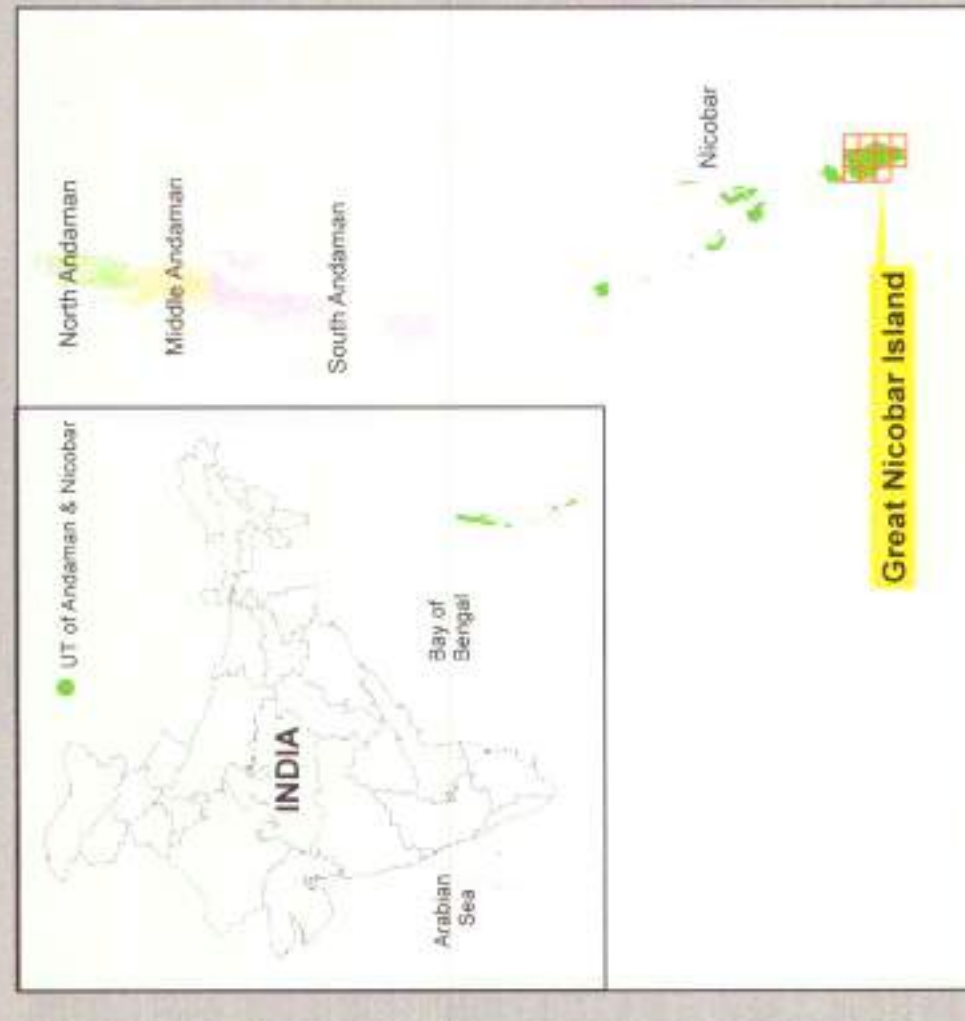 UT of Andaman & Nicobar
INDIA
Arabian
Sea
Bay of
Bengal
North Andaman
Middle Andaman
South Andaman
Nicobar
Great Nicobar Island